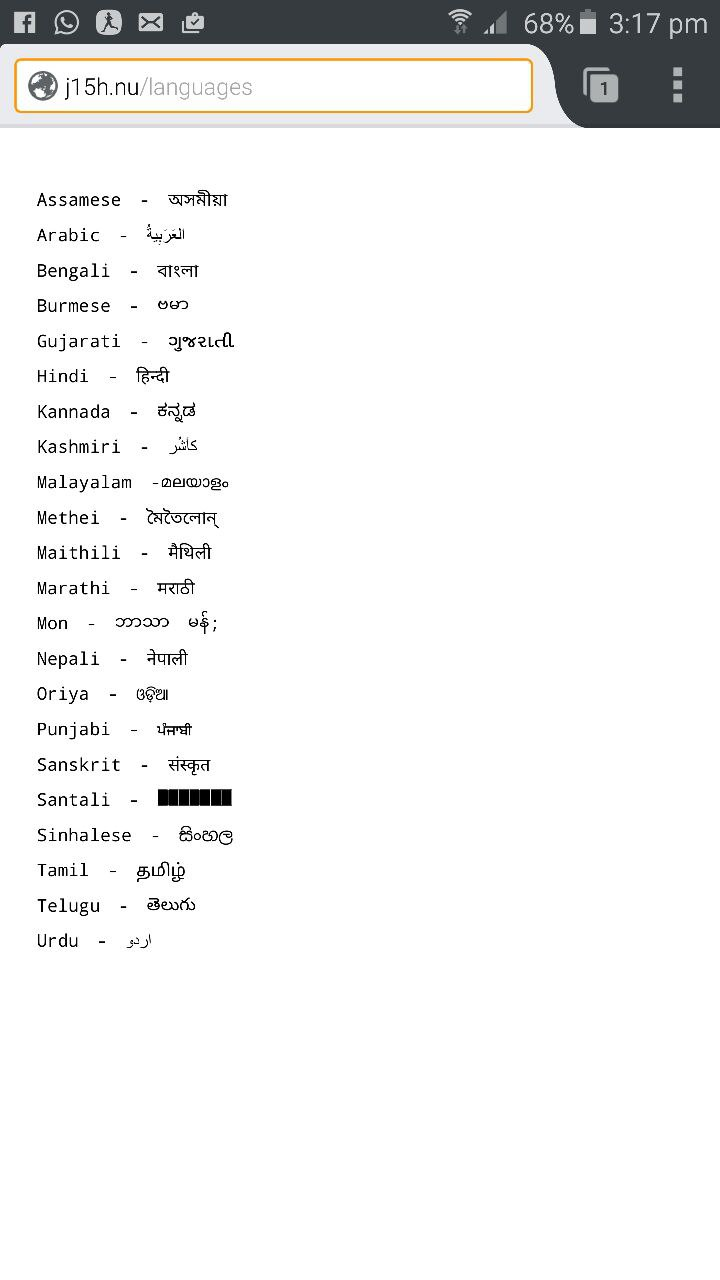 68% 3:17 pm
j15h.nu/languages 1
Assamese - অসমীয়া
Arabic - العَرَبِيةُ
Bengali - বাংলা
Burmese - ဗမာ
Gujarati - ગુજરાતી
Hindi - हिन्दी
Kannada - ಕನ್ನಡ
Kashmiri - كأشُر
Malayalam -മലയാളം
Methei - মৈতৈলোন্
Maithili - मैथिली
Marathi - मराठी
Mon - ဘာသာ မန်;
Nepali - नेपाली
Oriya - ଓଡ଼ିଆ
Punjabi - ਪੰਜਾਬੀ
Sanskrit - संस्कृत
Santali -
Sinhalese - සිංහල
Tamil - தமிழ்
Telugu - తెలుగు
Urdu - اردو